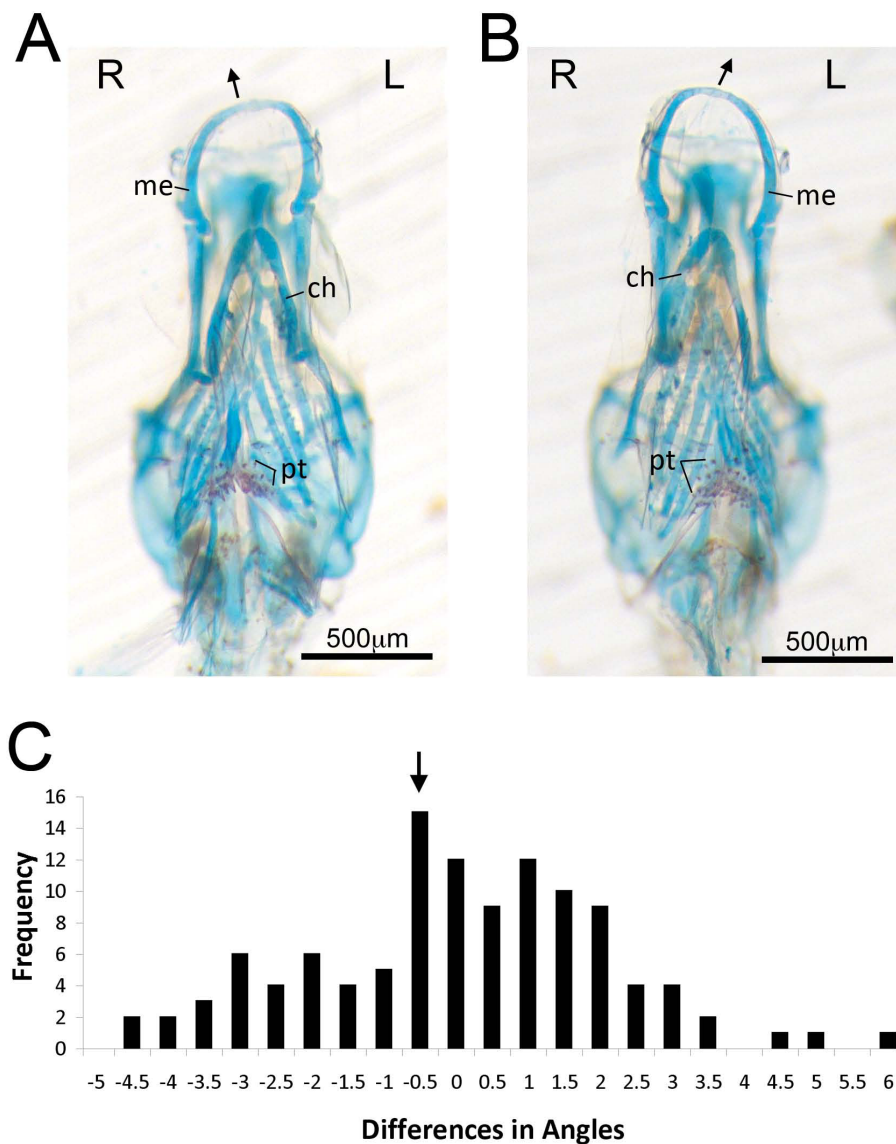 A
B
R L
R L
me
me
ch
ch
pt
pt
500μm
500μm
C
16
14
12
10
8
6
4
2
0
Frequency
-5 -4.5 -4 -3.5 -3 -2.5 -2 -1.5 -1 -0.5 0 0.5 1 1.5 2 2.5 3 3.5 4 4.5 5 5.5 6
Differences in Angles